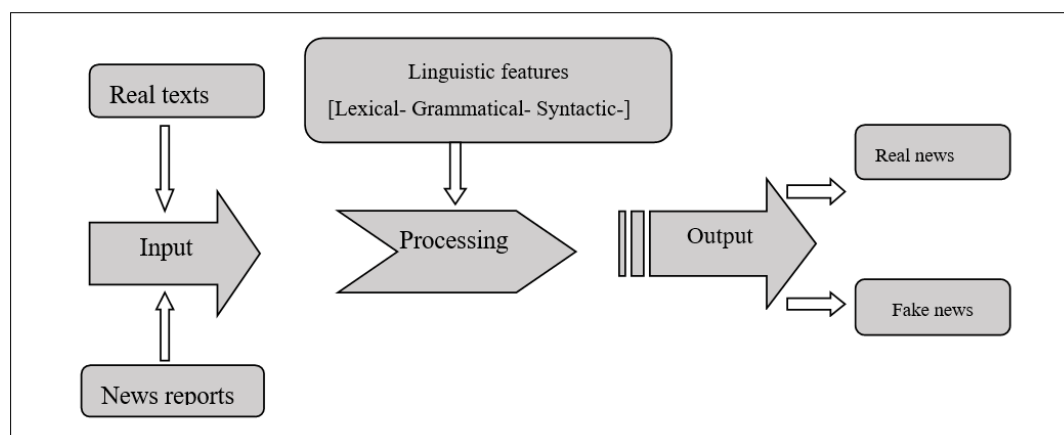 Real texts
Linguistic features
[Lexical- Grammatical- Syntactic-]
Real news
Input
Processing
Output
News reports
Fake news